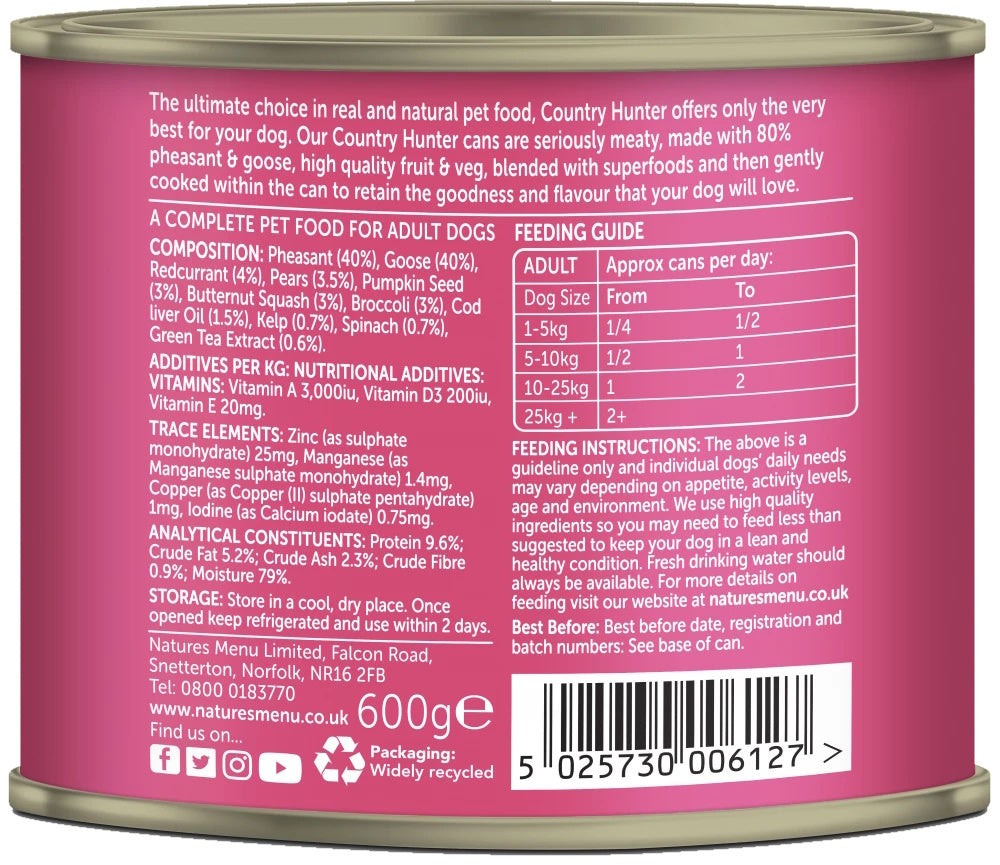 The ultimate choice in real and natural pet food, Country Hunter offers only the very
best for your dog. Our Country Hunter cans are seriously meaty, made with 80%
pheasant & goose, high quality fruit & veg, blended with superfoods and then gently
cooked within the can to retain the goodness and flavour that your dog will love.
A COMPLETE PET FOOD FOR ADULT DOGS
COMPOSITION: Pheasant (40%), Goose (40%),
Redcurrant (4%), Pears (3.5%), Pumpkin Seed
(3%), Butternut Squash (3%), Broccoli (3%), Cod
liver Oil (1.5%), Kelp (0.7%), Spinach (0.7%),
Green Tea Extract (0.6%).
ADDITIVES PER KG: NUTRITIONAL ADDITIVES:
VITAMINS: Vitamin A 3,000iu, Vitamin D3 200iu,
Vitamin E 20mg.
TRACE ELEMENTS: Zinc (as sulphate
monohydrate) 25mg, Manganese (as
Manganese sulphate monohydrate) 1.4mg,
Copper (as Copper (II) sulphate pentahydrate)
1mg, Iodine (as Calcium iodate) 0.75mg.
ANALYTICAL CONSTITUENTS: Protein 9.6%;
Crude Fat 5.2%; Crude Ash 2.3%; Crude Fibre
0.9%; Moisture 79%.
STORAGE: Store in a cool, dry place. Once
opened keep refrigerated and use within 2 days.
Natures Menu Limited, Falcon Road,
Snetterton, Norfolk, NR16 2FB
Tel: 0800 0183770
www.naturesmenu.co.uk
600g℮
Find us on...
Packaging:
Widely recycled
FEEDING GUIDE
ADULT Approx cans per day:
Dog Size From To
1-5kg 1/4 1/2
5-10kg 1/2 1
10-25kg 1 2
25kg + 2+
FEEDING INSTRUCTIONS: The above is a
guideline only and individual dogs' daily needs
may vary depending on appetite, activity levels,
age and environment. We use high quality
ingredients so you may need to feed less than
suggested to keep your dog in a lean and
healthy condition. Fresh drinking water should
always be available. For more details on
feeding visit our website at naturesmenu.co.uk
Best Before: Best before date, registration and
batch numbers: See base of can.
5 025730 006127 >